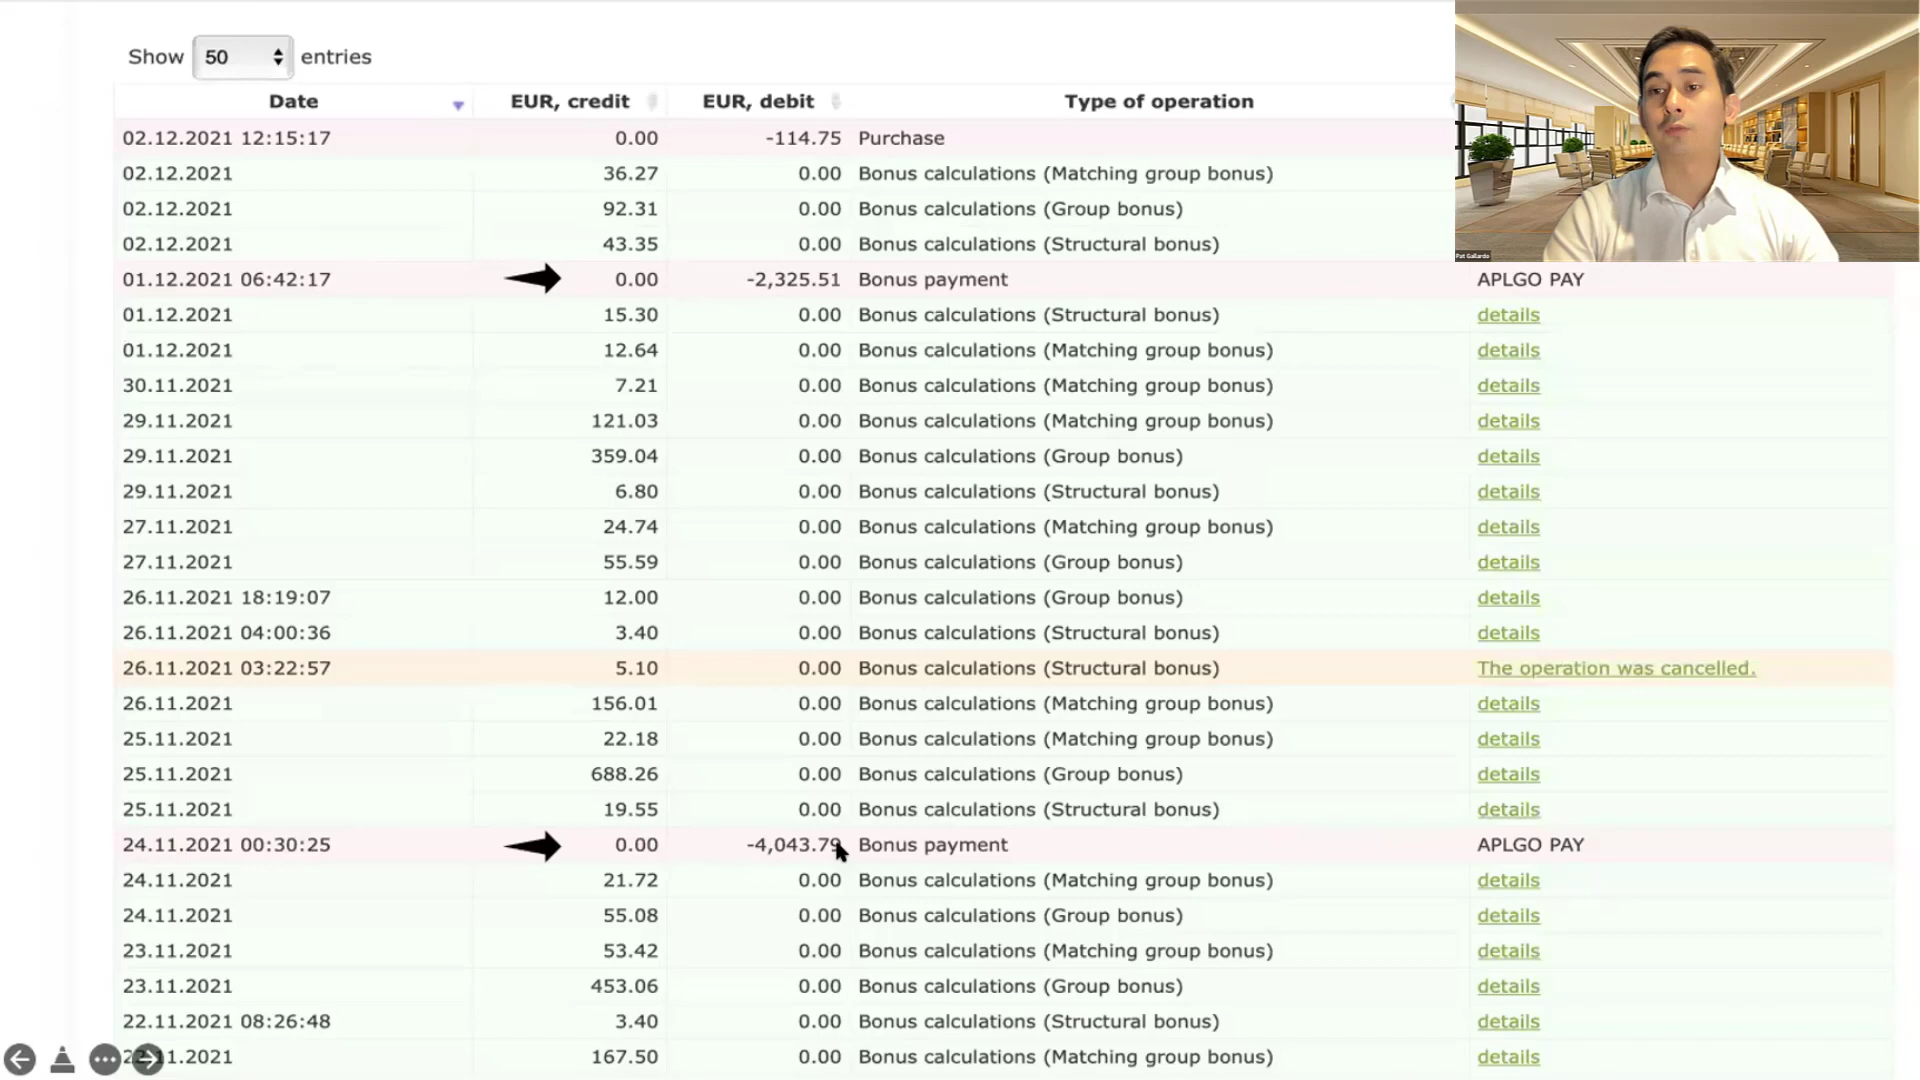 Show 50 entries
Date EUR, credit EUR, debit Type of operation
02.12.2021 12:15:17 0.00 -114.75 Purchase
02.12.2021 36.27 0.00 Bonus calculations (Matching group bonus)
02.12.2021 92.31 0.00 Bonus calculations (Group bonus)
02.12.2021 43.35 0.00 Bonus calculations (Structural bonus)
Pat Gallardo
01.12.2021 06:42:17 0.00 -2,325.51 Bonus payment APLGO PAY
01.12.2021 15.30 0.00 Bonus calculations (Structural bonus) details
01.12.2021 12.64 0.00 Bonus calculations (Matching group bonus) details
30.11.2021 7.21 0.00 Bonus calculations (Matching group bonus) details
29.11.2021 121.03 0.00 Bonus calculations (Matching group bonus) details
29.11.2021 359.04 0.00 Bonus calculations (Group bonus) details
29.11.2021 6.80 0.00 Bonus calculations (Structural bonus) details
27.11.2021 24.74 0.00 Bonus calculations (Matching group bonus) details
27.11.2021 55.59 0.00 Bonus calculations (Group bonus) details
26.11.2021 18:19:07 12.00 0.00 Bonus calculations (Group bonus) details
26.11.2021 04:00:36 3.40 0.00 Bonus calculations (Structural bonus) details
26.11.2021 03:22:57 5.10 0.00 Bonus calculations (Structural bonus) The operation was cancelled.
26.11.2021 156.01 0.00 Bonus calculations (Matching group bonus) details
25.11.2021 22.18 0.00 Bonus calculations (Matching group bonus) details
25.11.2021 688.26 0.00 Bonus calculations (Group bonus) details
25.11.2021 19.55 0.00 Bonus calculations (Structural bonus) details
24.11.2021 00:30:25 0.00 -4,043.79 Bonus payment APLGO PAY
24.11.2021 21.72 0.00 Bonus calculations (Matching group bonus) details
24.11.2021 55.08 0.00 Bonus calculations (Group bonus) details
23.11.2021 53.42 0.00 Bonus calculations (Matching group bonus) details
23.11.2021 453.06 0.00 Bonus calculations (Group bonus) details
22.11.2021 08:26:48 3.40 0.00 Bonus calculations (Structural bonus) details
.11.2021 167.50 0.00 Bonus calculations (Matching group bonus) details